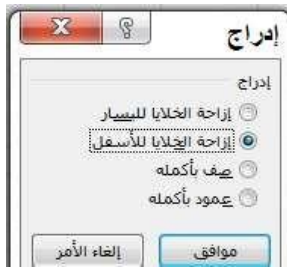 إدراج
إدراج
إزاحة الخلايا لليسار
إزاحة الخلايا للأسفل
صف بأكمله
عمود بأكمله
موافق
إلغاء الأمر